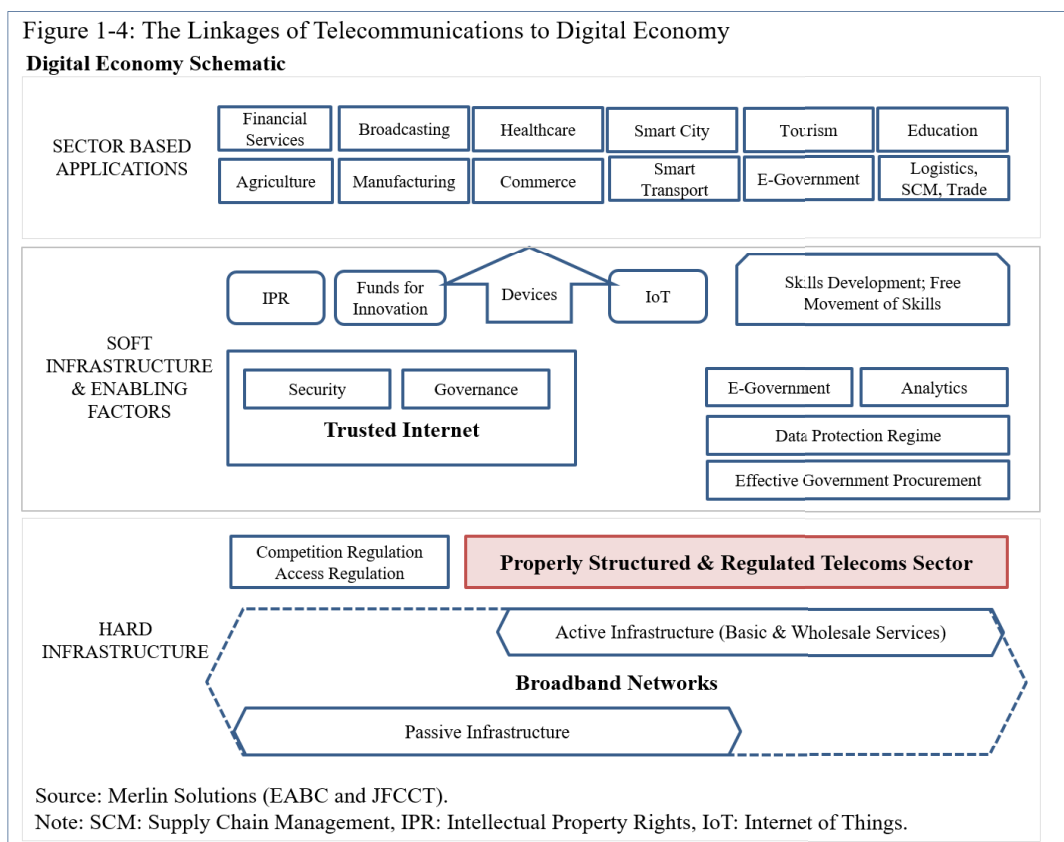 Figure 1-4: The Linkages of Telecommunications to Digital Economy
Digital Economy Schematic
SECTOR BASED
APPLICATIONS
Financial
Services
Broadcasting
Healthcare
Smart City
Tourism
Education
Agriculture
Manufacturing
Commerce
Smart
Transport
E-Government
Logistics,
SCM, Trade
SOFT
INFRASTRUCTURE
& ENABLING
FACTORS
IPR
Funds for
Innovation
Devices
IoT
Skills Development; Free
Movement of Skills
Security
Governance
Trusted Internet
E-Government
Analytics
Data Protection Regime
Effective Government Procurement
HARD
INFRASTRUCTURE
Competition Regulation
Access Regulation
Properly Structured & Regulated Telecoms Sector
Active Infrastructure (Basic & Wholesale Services)
Broadband Networks
Passive Infrastructure
Source: Merlin Solutions (EABC and JFCCT).
Note: SCM: Supply Chain Management, IPR: Intellectual Property Rights, IoT: Internet of Things.